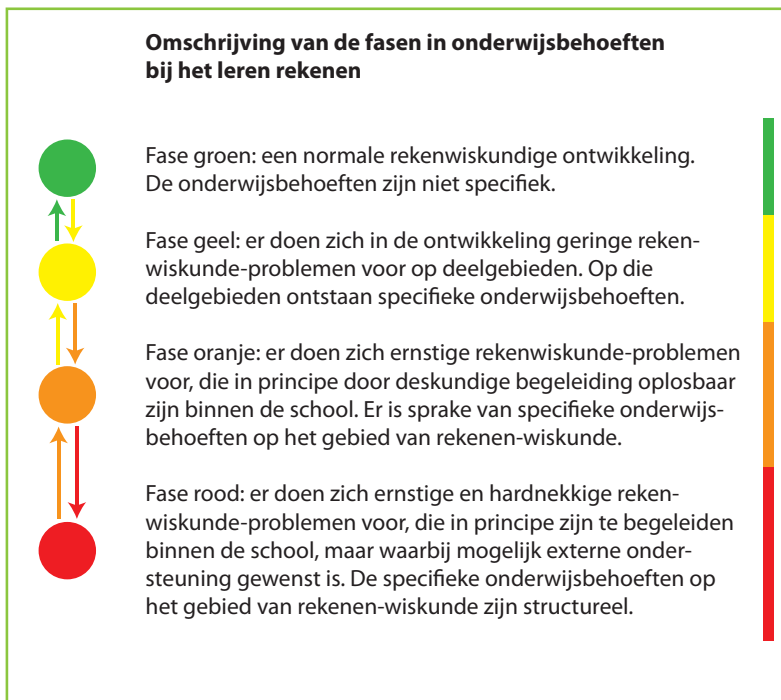 Omschrijving van de fasen in onderwijsbehoeften
bij het leren rekenen
Fase groen: een normale rekenwiskundige ontwikkeling.
De onderwijsbehoeften zijn niet specifiek.
Fase geel: er doen zich in de ontwikkeling geringe reken-
wiskunde-problemen voor op deelgebieden. Op die
deelgebieden ontstaan specifieke onderwijsbehoeften.
Fase oranje: er doen zich ernstige rekenwiskunde-problemen
voor, die in principe door deskundige begeleiding oplosbaar
zijn binnen de school. Er is sprake van specifieke onderwijs-
behoeften op het gebied van rekenen-wiskunde.
Fase rood: er doen zich ernstige en hardnekkige reken-
wiskunde-problemen voor, die in principe zijn te begeleiden
binnen de school, maar waarbij mogelijk externe onder-
steuning gewenst is. De specifieke onderwijsbehoeften op
het gebied van rekenen-wiskunde zijn structureel.